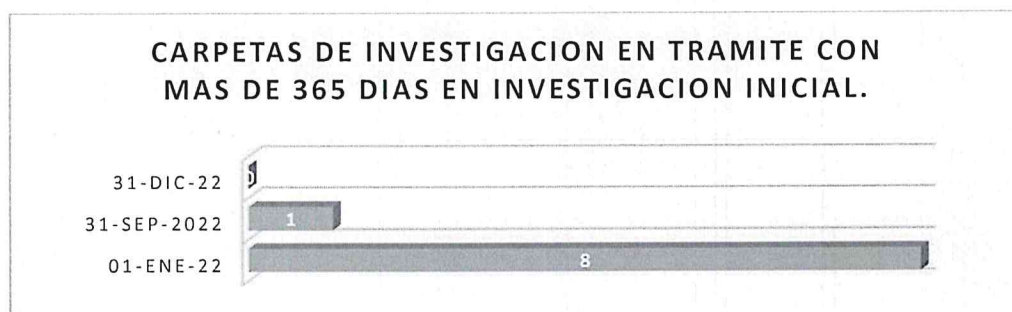 CARPETAS DE INVESTIGACION EN TRAMITE CON
MAS DE 365 DIAS EN INVESTIGACION INICIAL.
31-DIC-22
0
31-SEP-2022
1
01-ENE-22
8